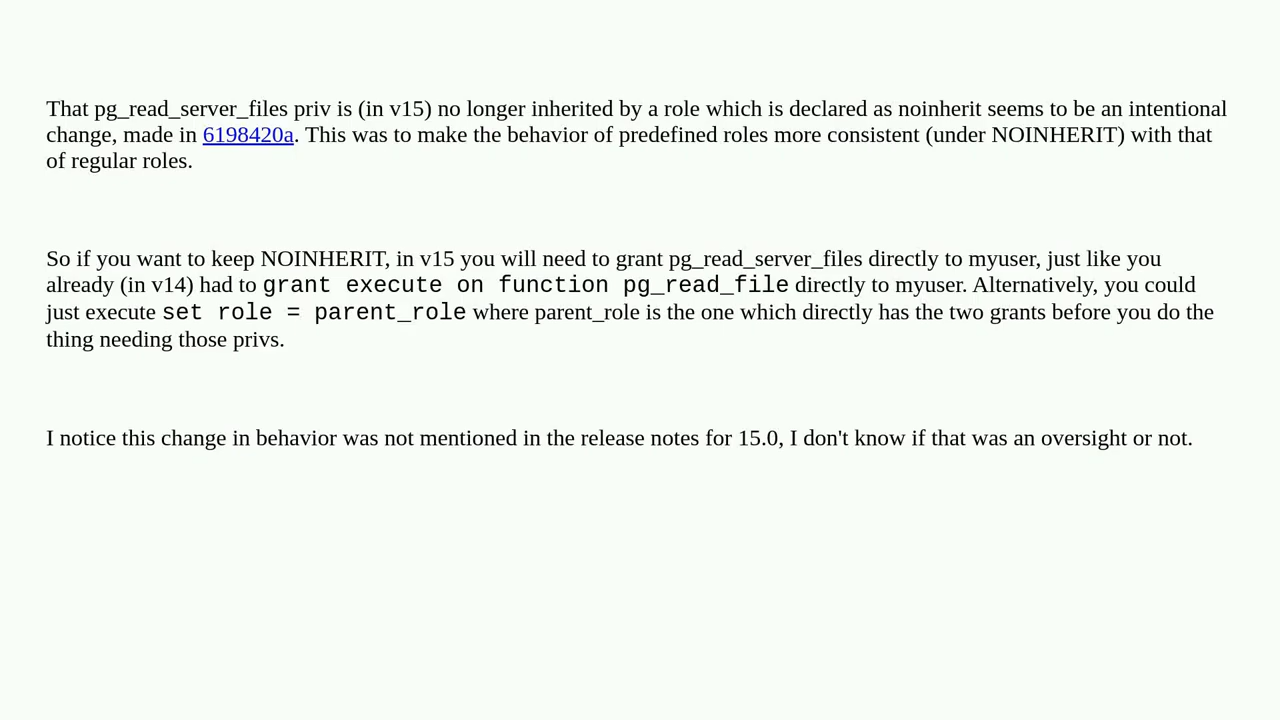 That pg_read_server_files priv is (in v15) no longer inherited by a role which is declared as noinherit seems to be an intentional
change, made in 6198420a. This was to make the behavior of predefined roles more consistent (under NOINHERIT) with that
of regular roles.
So if you want to keep NOINHERIT, in v15 you will need to grant pg_read_server_files directly to myuser, just like you
already (in v14) had to grant execute on function pg_read_file directly to myuser. Alternatively, you could
just execute set role = parent_role where parent_role is the one which directly has the two grants before you do the
thing needing those privs.
I notice this change in behavior was not mentioned in the release notes for 15.0, I don't know if that was an oversight or not.